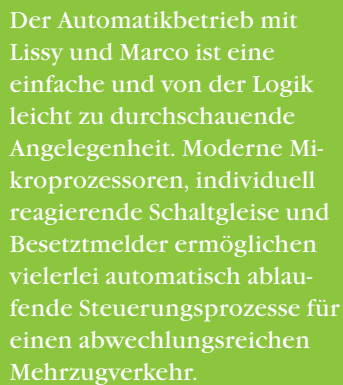 Der Automatikbetrieb mit
Lissy und Marco ist eine
einfache und von der Logik
leicht zu durchschauende
Angelegenheit. Moderne Mi-
kroprozessoren, individuell
reagierende Schaltgleise und
Besetztmelder ermöglichen
vielerlei automatisch ablau-
fende Steuerungsprozesse für
einen abwechlungsreichen
Mehrzugverkehr.